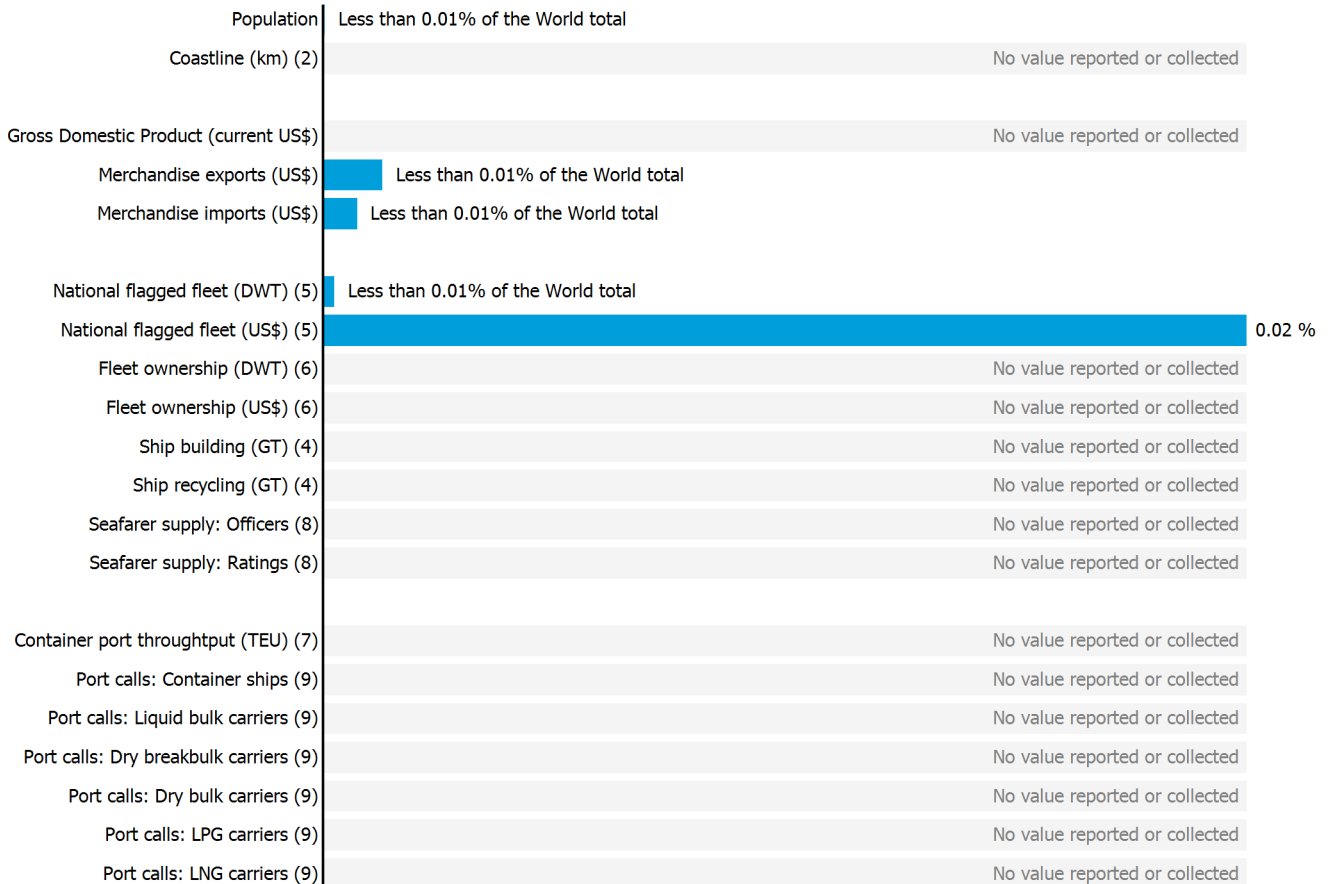 Population Less than 0.01% of the World total
Coastline (km) (2) No value reported or collected
Gross Domestic Product (current US$) No value reported or collected
Merchandise exports (US$) Less than 0.01% of the World total
Merchandise imports (US$) Less than 0.01% of the World total
National flagged fleet (DWT) (5) Less than 0.01% of the World total
National flagged fleet (US$) (5) 0.02 %
Fleet ownership (DWT) (6) No value reported or collected
Fleet ownership (US$) (6) No value reported or collected
Ship building (GT) (4) No value reported or collected
Ship recycling (GT) (4) No value reported or collected
Seafarer supply: Officers (8) No value reported or collected
Seafarer supply: Ratings (8) No value reported or collected
Container port throughtput (TEU) (7) No value reported or collected
Port calls: Container ships (9) No value reported or collected
Port calls: Liquid bulk carriers (9) No value reported or collected
Port calls: Dry breakbulk carriers (9) No value reported or collected
Port calls: Dry bulk carriers (9) No value reported or collected
Port calls: LPG carriers (9) No value reported or collected
Port calls: LNG carriers (9) No value reported or collected